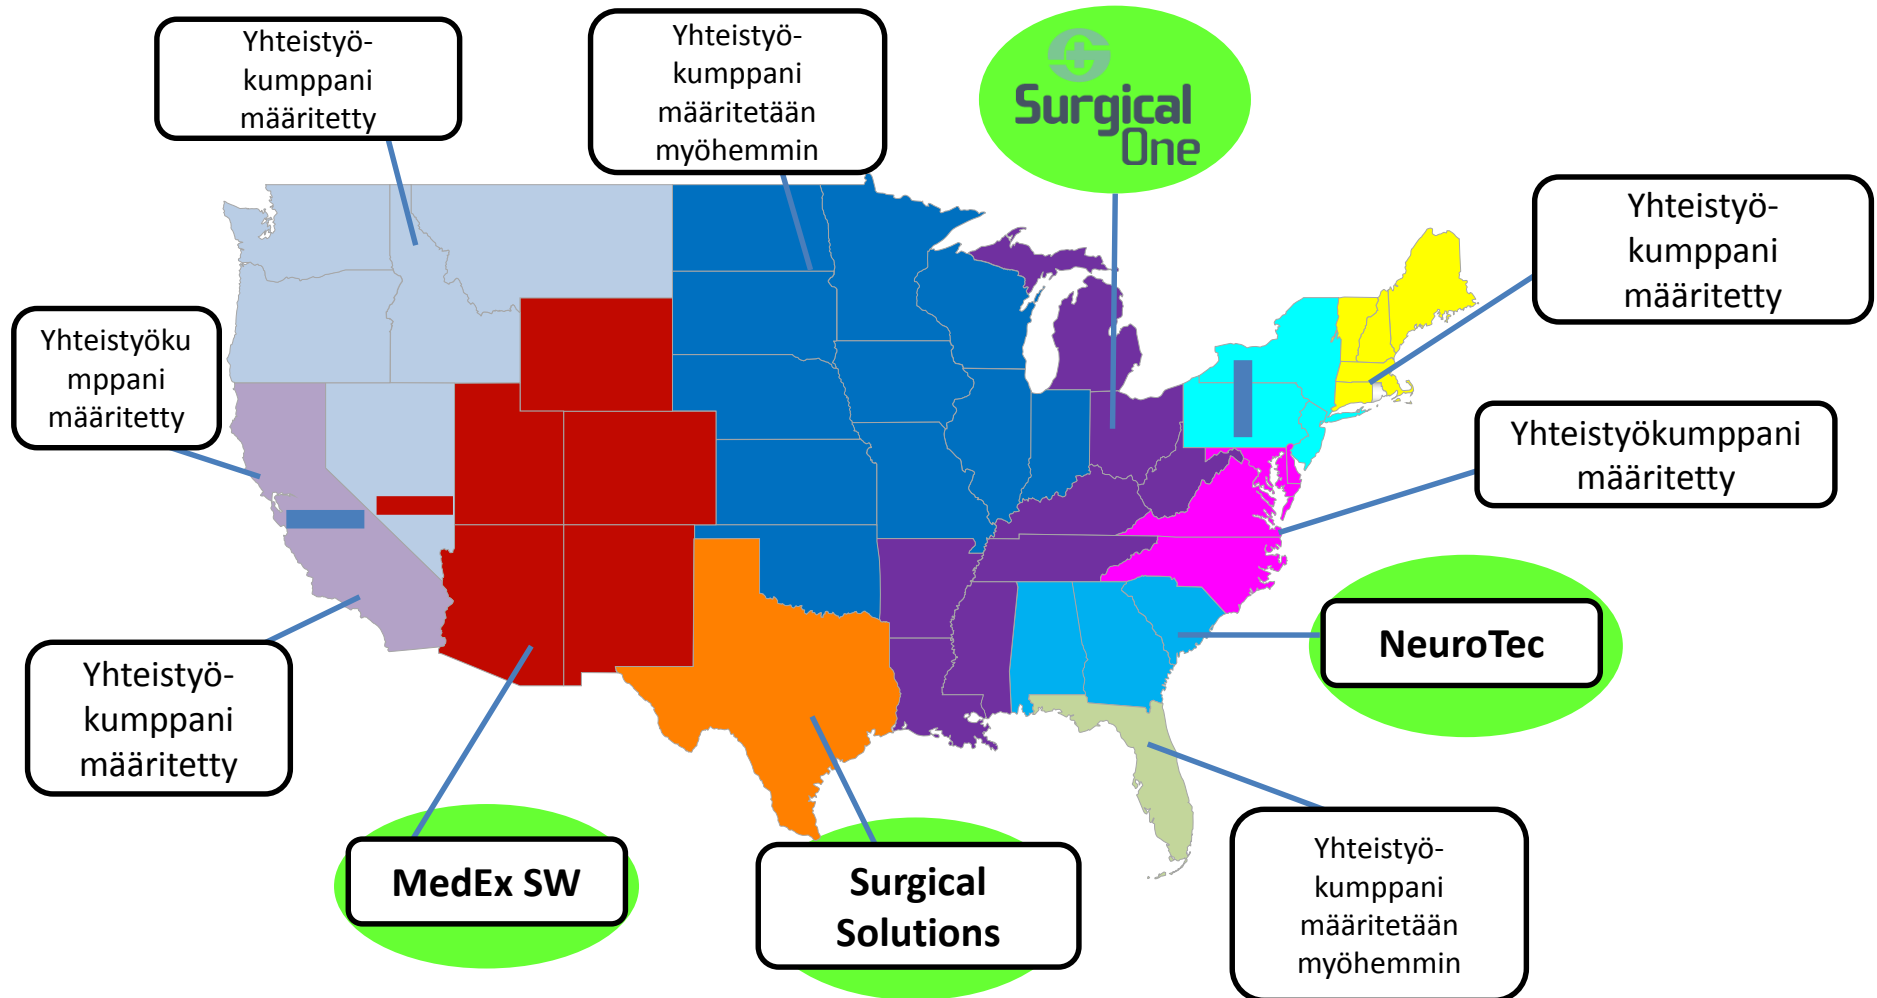 Yhteistyö-
kumppani
määritetty
Yhteistyö-
kumppani
määritetään
myöhemmin
Surgical
One
Yhteistyö-
kumppani
määritetty
Yhteistyöku
mppani
määritetty
Yhteistyökumppani
määritetty
NeuroTec
Yhteistyö-
kumppani
määritetty
MedEx SW
Surgical
Solutions
Yhteistyö-
kumppani
määritetään
myöhemmin